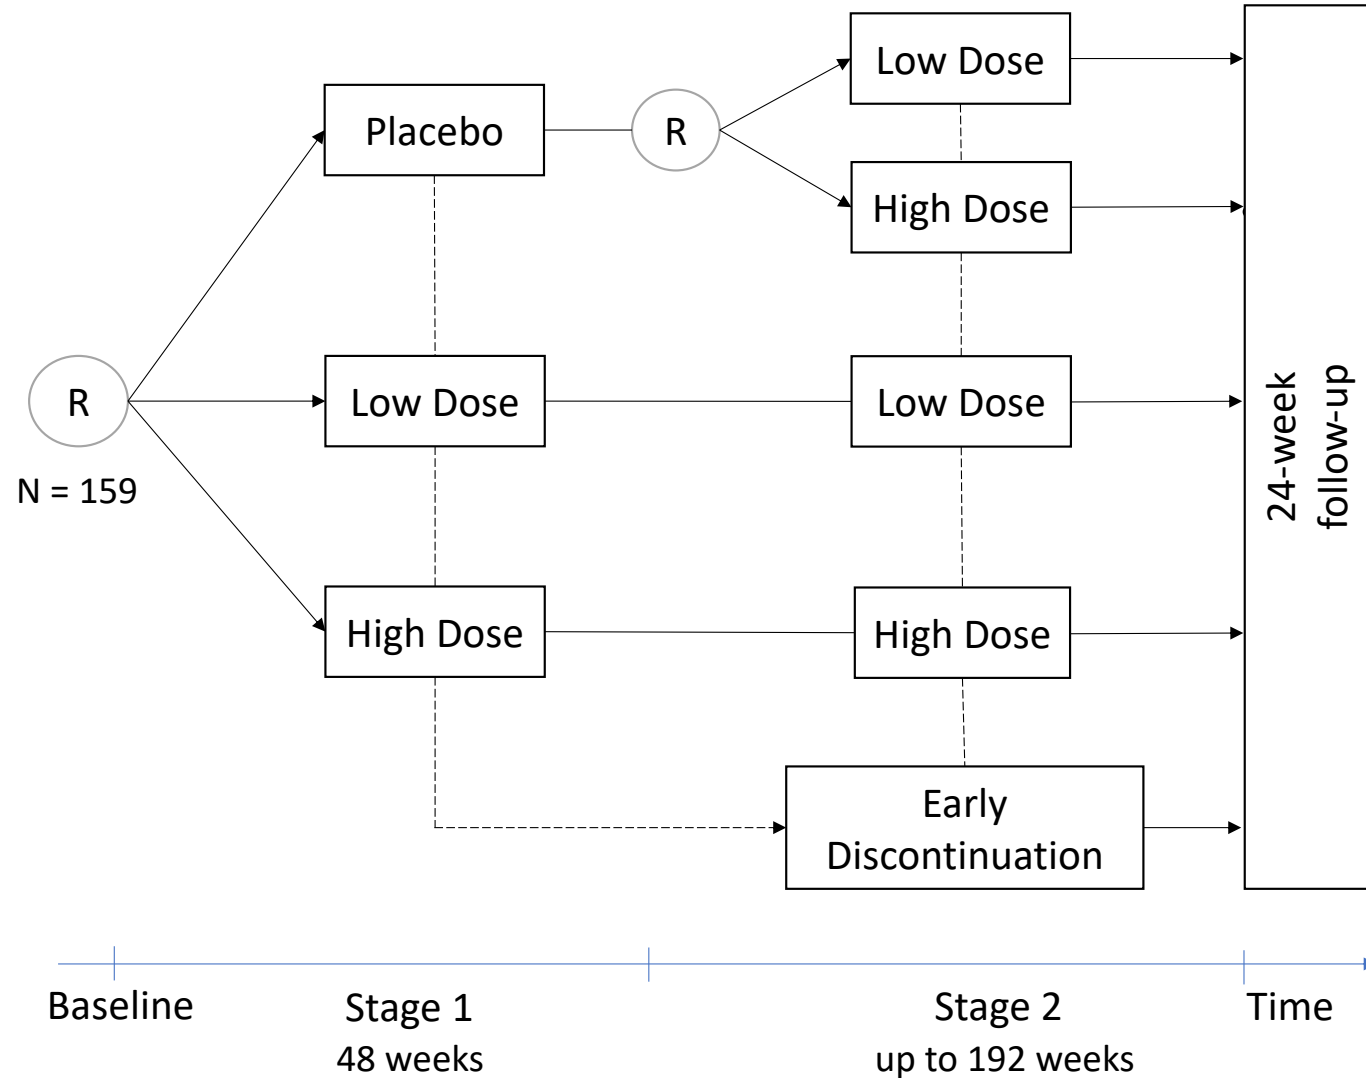 R
N = 159
Placebo
Low Dose
High Dose
R
Low Dose
High Dose
Low Dose
High Dose
Early
Discontinuation
24-week
follow-up
Baseline
Stage 1
48 weeks
Stage 2
up to 192 weeks
Time